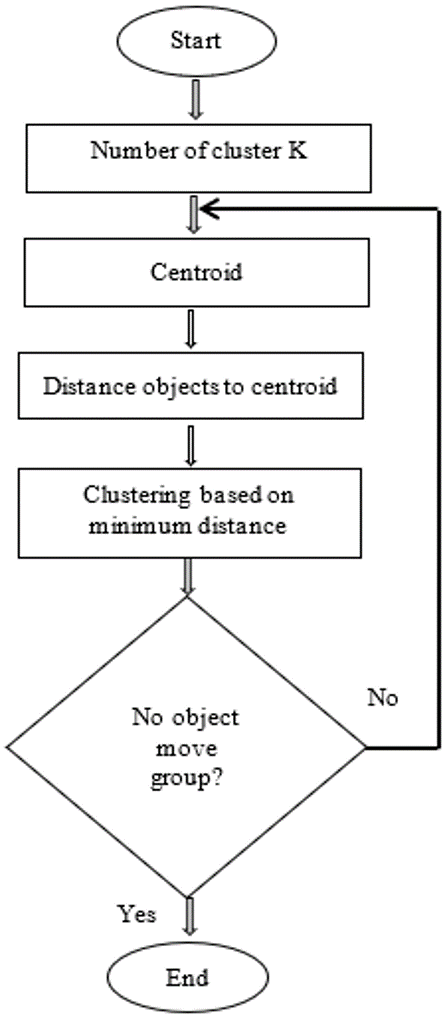 Start
Number of cluster K
Centroid
Distance objects to centroid
Clustering based on
minimum distance
No object
move
group?
No
Yes
End